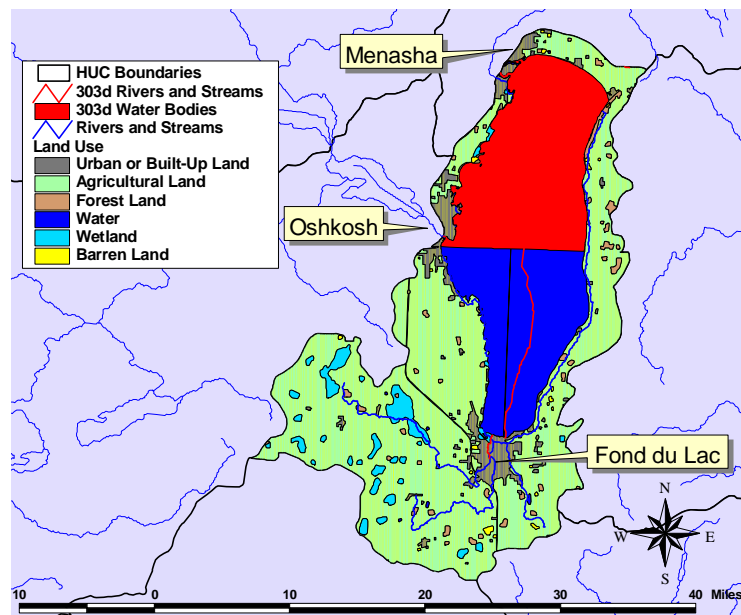 Menasha
HUC Boundaries
303d Rivers and Streams
303d Water Bodies
Rivers and Streams
Land Use
Urban or Built-Up Land
Agricultural Land
Forest Land
Water
Wetland
Barren Land
Oshkosh
Fond du Lac
N
W E
S
10 0 10 20 30 40 Miles